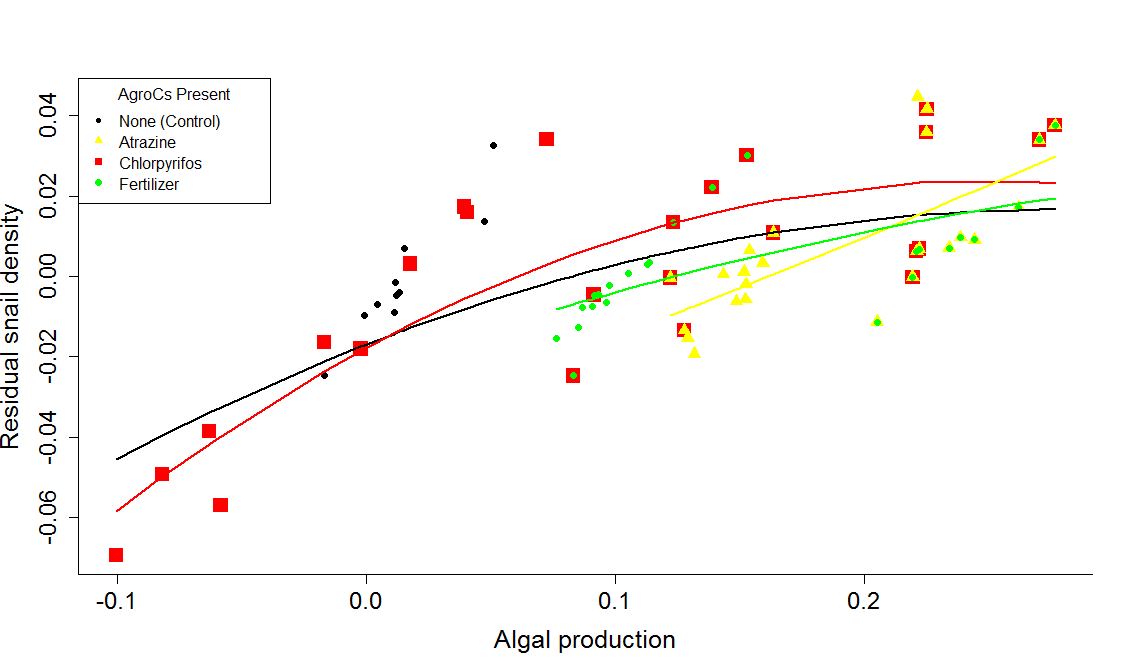 AgroCs Present
None (Control)
Atrazine
Chlorpyrifos
Fertilizer
Residual snail density
0.04
0.02
0.00
-0.02
-0.04
-0.06
-0.1
0.0
0.1
0.2
Algal production